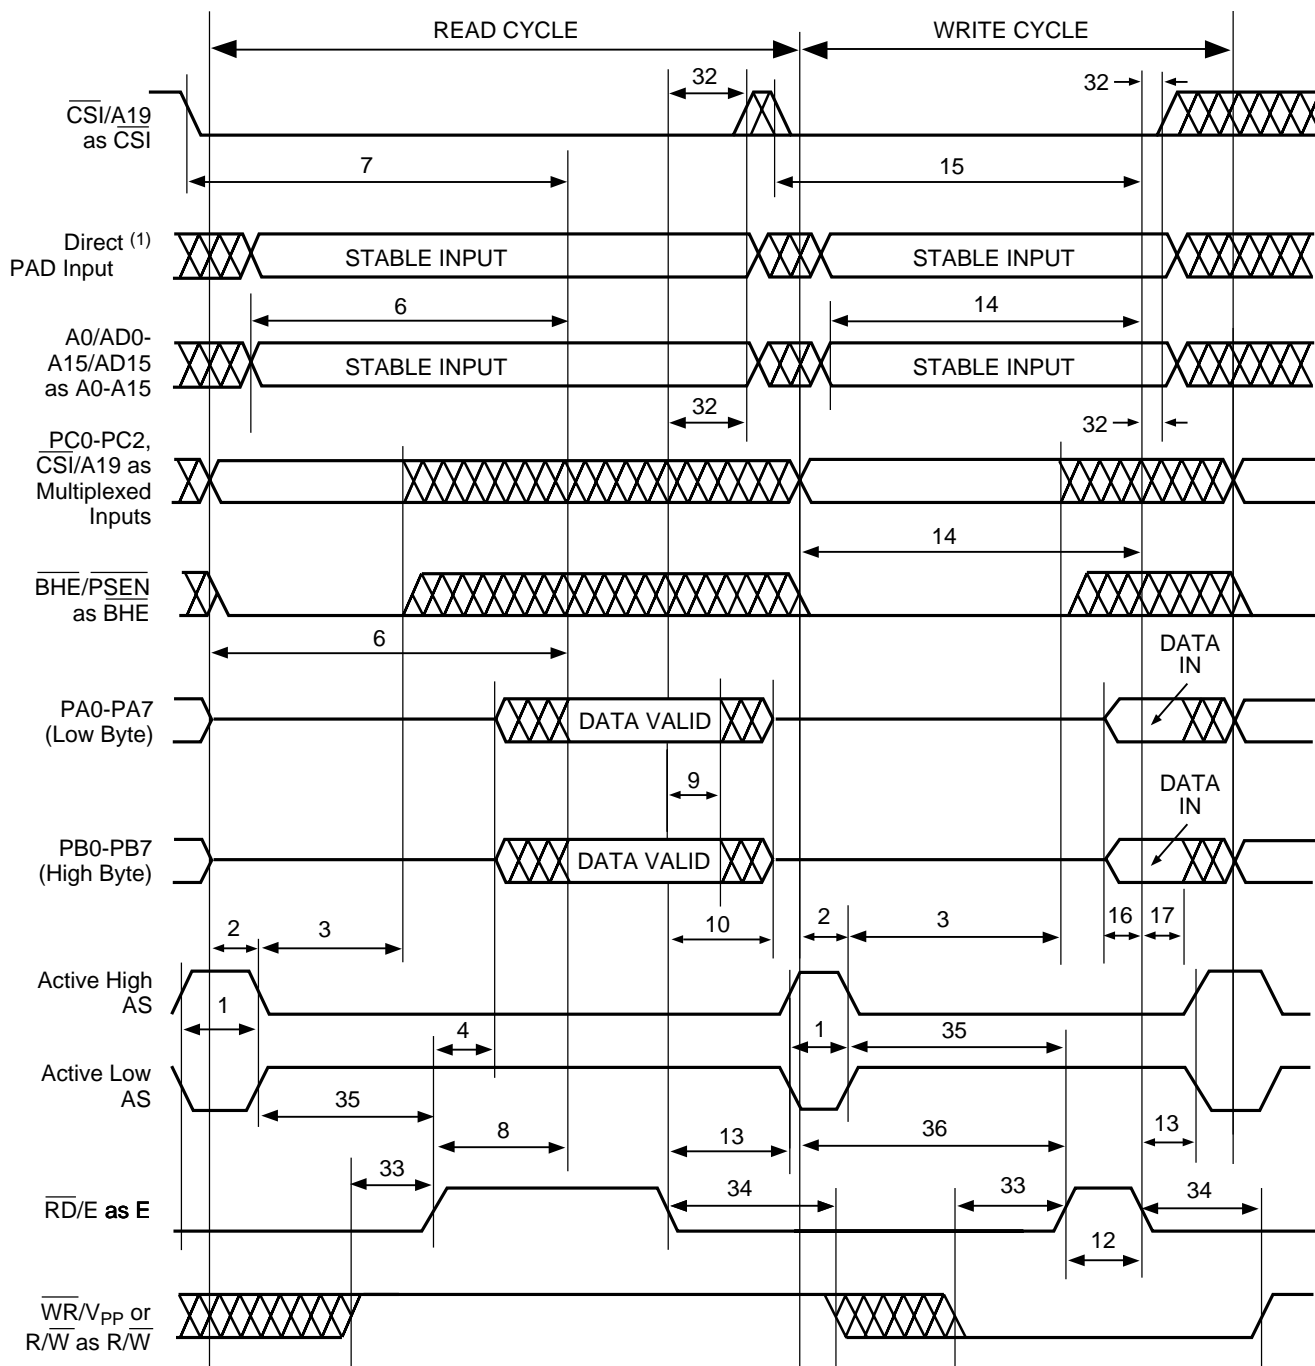 READ CYCLE
WRITE CYCLE
32
32
CSI/A19
as CSI
7
15
Direct (1)
PAD Input
STABLE INPUT
STABLE INPUT
6
14
A0/AD0-
A15/AD15
as A0-A15
STABLE INPUT
STABLE INPUT
32
32
PC0-PC2,
CSI/A19 as
Multiplexed
Inputs
14
BHE/PSEN
as BHE
6
DATA
IN
PA0-PA7
(Low Byte)
DATA VALID
9
DATA
IN
PB0-PB7
(High Byte)
DATA VALID
2
3
10
2
3
16
17
Active High
AS
1
4
1
35
Active Low
AS
35
8
13
36
13
33
34
33
34
RD/E as E
12
WR/VPP or
R/W as R/W